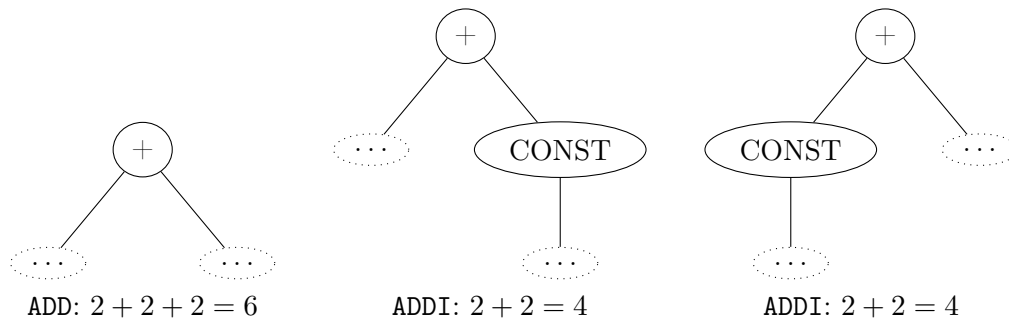 +
+
CONST
...
+
...
CONST
...
...
...
...
...
ADD: 2 + 2 + 2 = 6
ADDI: 2 + 2 = 4
ADDI: 2 + 2 = 4